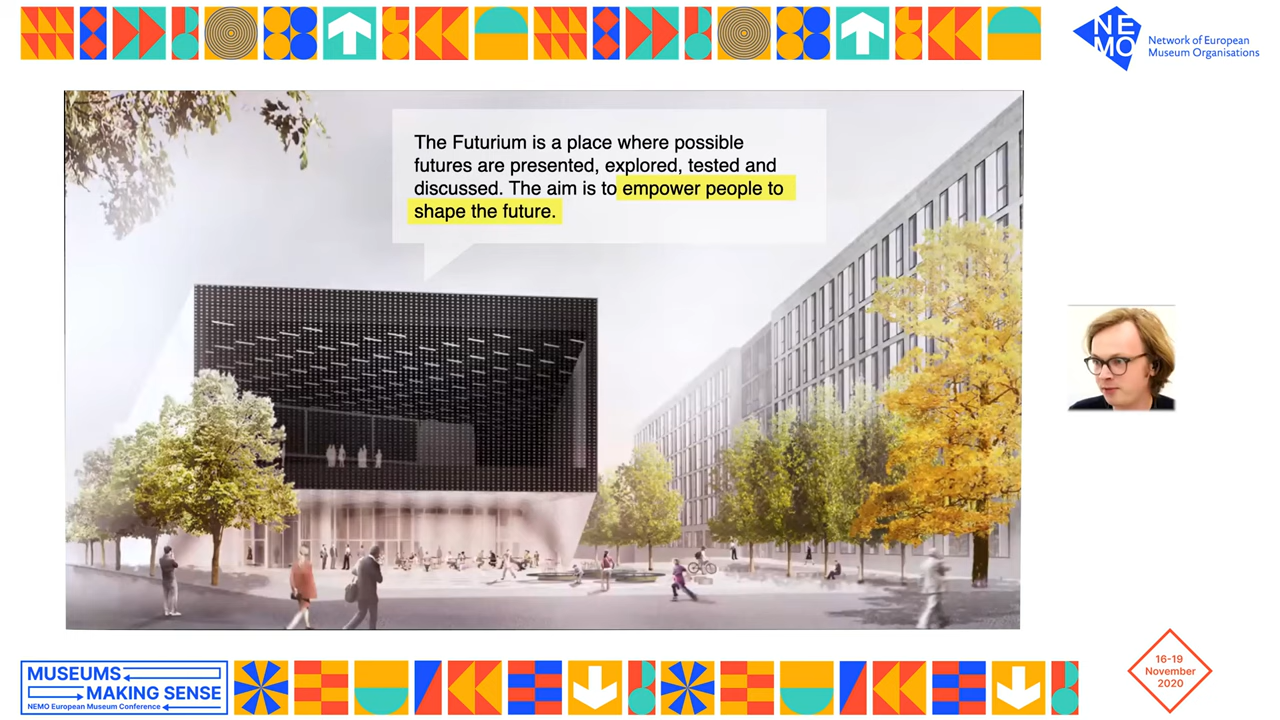 NE
MO
Network of European
Museum Organisations
The Futurium is a place where possible
futures are presented, explored, tested and
discussed. The aim is to empower people to
shape the future.
MUSEUMS
MAKING SENSE
NEMO European Museum Conference
16-19
November
2020